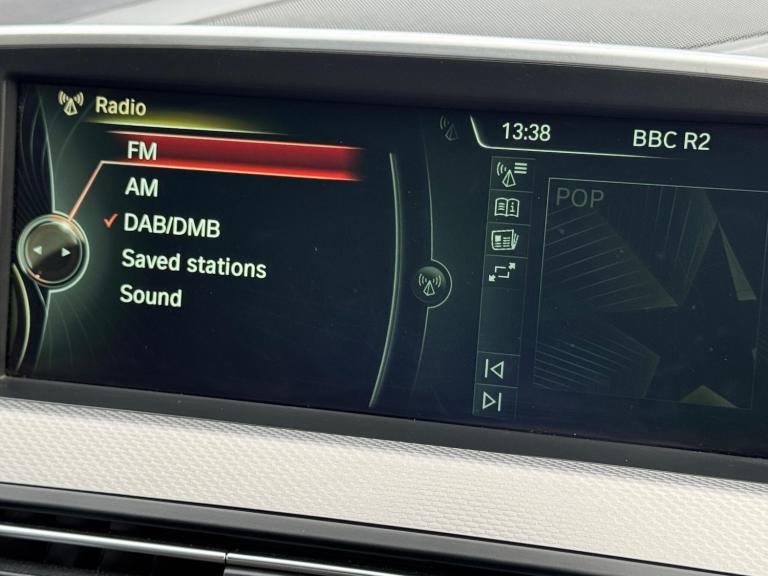 Radio
FM
AM
DAB/DMB
Saved stations
Sound
13:38
BBC R2
POP